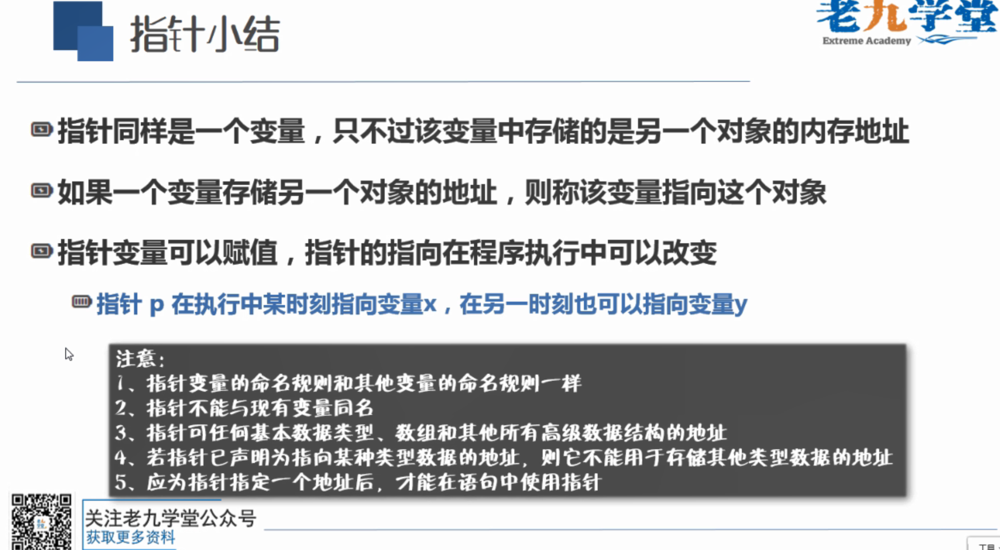 指针小结
老九学堂
Extreme Academy
指针同样是一个变量，只不过该变量中存储的是另一个对象的内存地址
如果一个变量存储另一个对象的地址，则称该变量指向这个对象
指针变量可以赋值，指针的指向在程序执行中可以改变
指针 p 在执行中某时刻指向变量x，在另一时刻也可以指向变量y
注意：
1、指针变量的命名规则和其他变量的命名规则一样
2、指针不能与现有变量同名
3、指针可任何基本数据类型、数组和其他所有高级数据结构的地址
4、若指针已声明为指向某种类型数据的地址，则它不能用于存储其他类型数据的地址
5、应为指针指定一个地址后，才能在语句中使用指针
关注老九学堂公众号
获取更多资料
工具